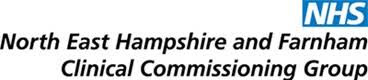 NHS
North East Hampshire and Farnham
Clinical Commissioning Group